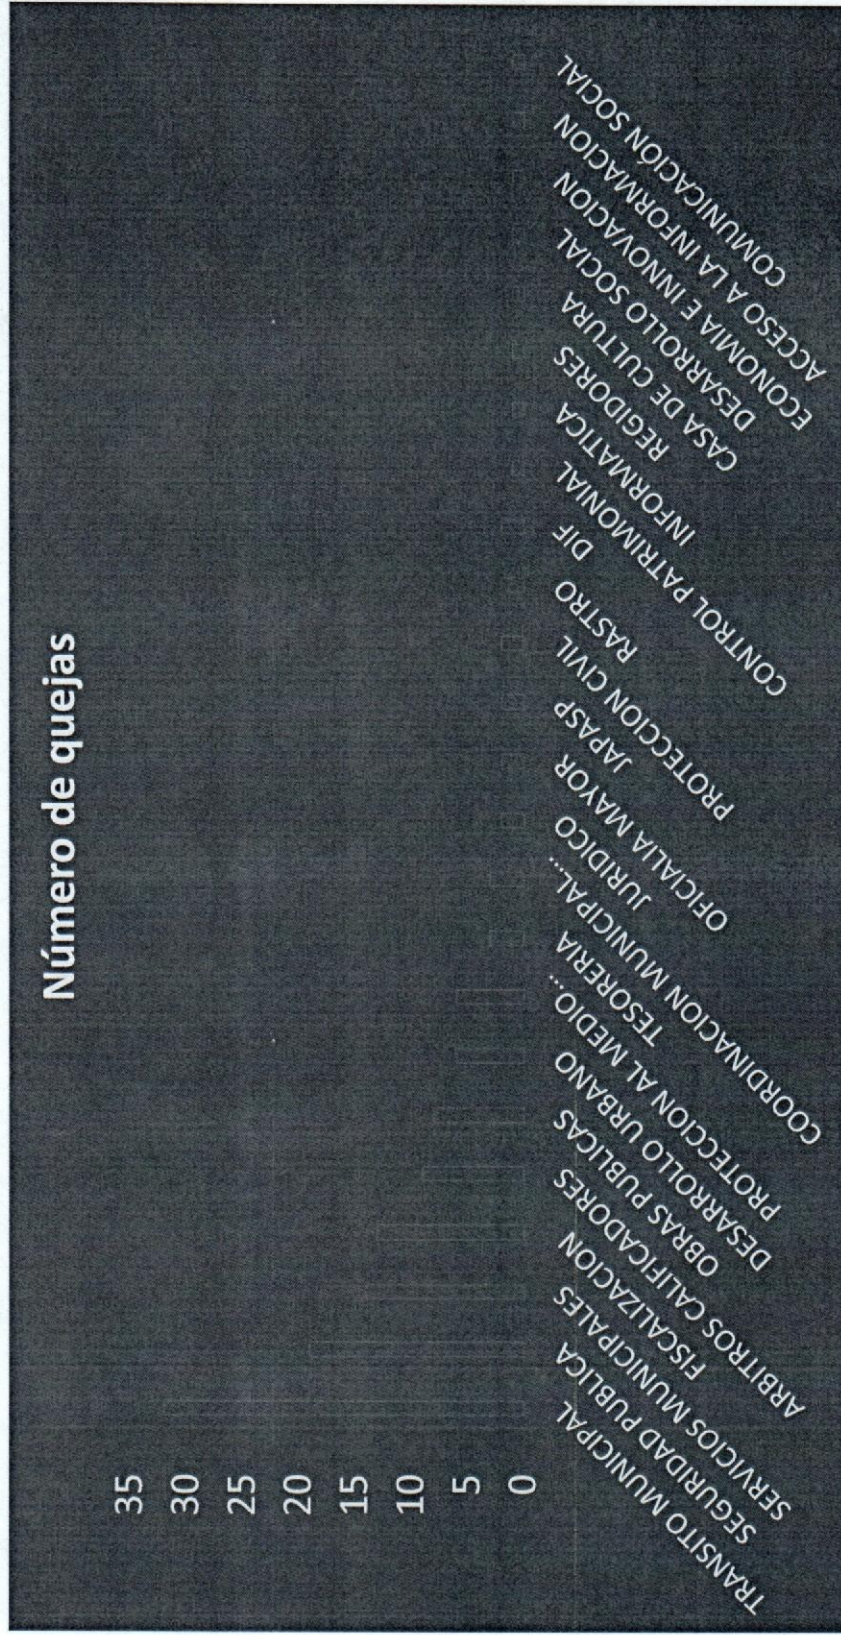 Número de quejas
35
30
25
20
15
10
5
0
TRANSITO MUNICIPAL
SEGURIDAD PUBLICA
SERVICIOS MUNICIPALES
FISCALIZACION
ARBITROS CALIFICADORES
OBRAS PUBLICAS
DESARROLLO URBANO
PROTECCION AL MEDIO...
TESORERIA
COORDINACION MUNICIPAL...
JURIDICO
OFICIALIA MAYOR
JAPASP
PROTECCION CIVIL
RASTRO
DIF
CONTROL PATRIMONIAL
INFORMATICA
REGIDORES
CASA DE CULTURA
DESARROLLO SOCIAL
ECONOMIA E INNOVACION
ACCESO A LA INFORMACION
COMUNICACIÓN SOCIAL